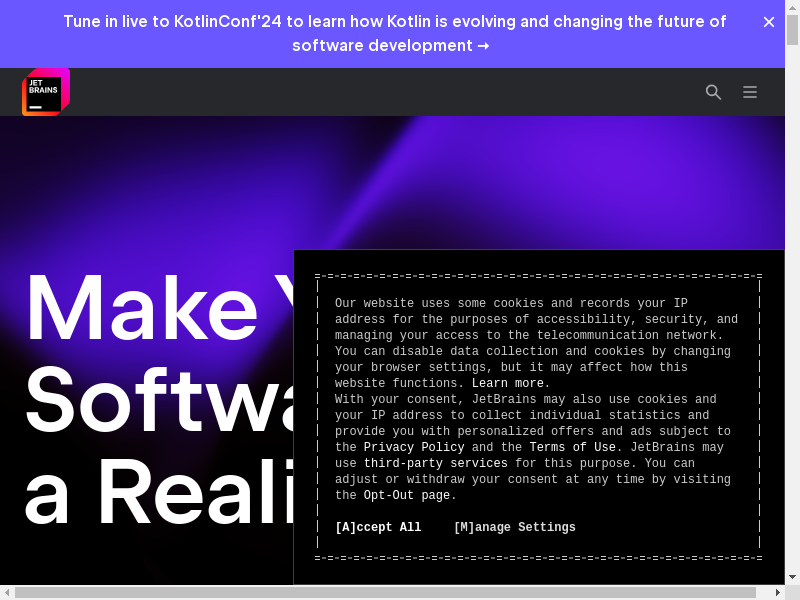 Tune in live to KotlinConf'24 to learn how Kotlin is evolving and changing the future of
software development →
JET
BRAINS
Make Y
Softwa
a Reali
Our website uses some cookies and records your IP
address for the purposes of accessibility, security, and
managing your access to the telecommunication network.
You can disable data collection and cookies by changing
your browser settings, but it may affect how this
website functions. Learn more.
With your consent, JetBrains may also use cookies and
your IP address to collect individual statistics and
provide you with personalized offers and ads subject to
the Privacy Policy and the Terms of Use. JetBrains may
use third-party services for this purpose. You can
adjust or withdraw your consent at any time by visiting
the Opt-Out page.
[A]ccept All [M]anage Settings